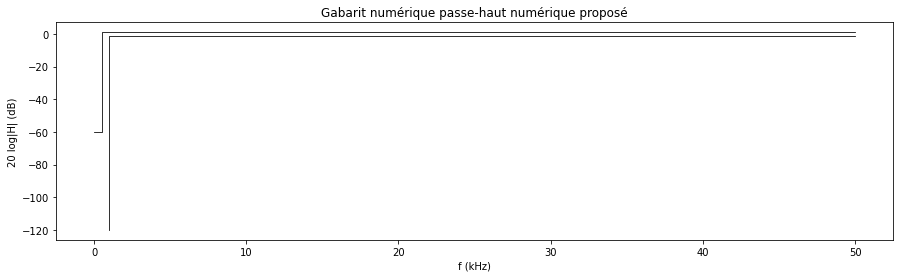 Gabarit numérique passe-haut numérique proposé
20 log|H| (dB)
0
−20
−40
−60
−80
−100
−120
0 10 20 30 40 50
f (kHz)